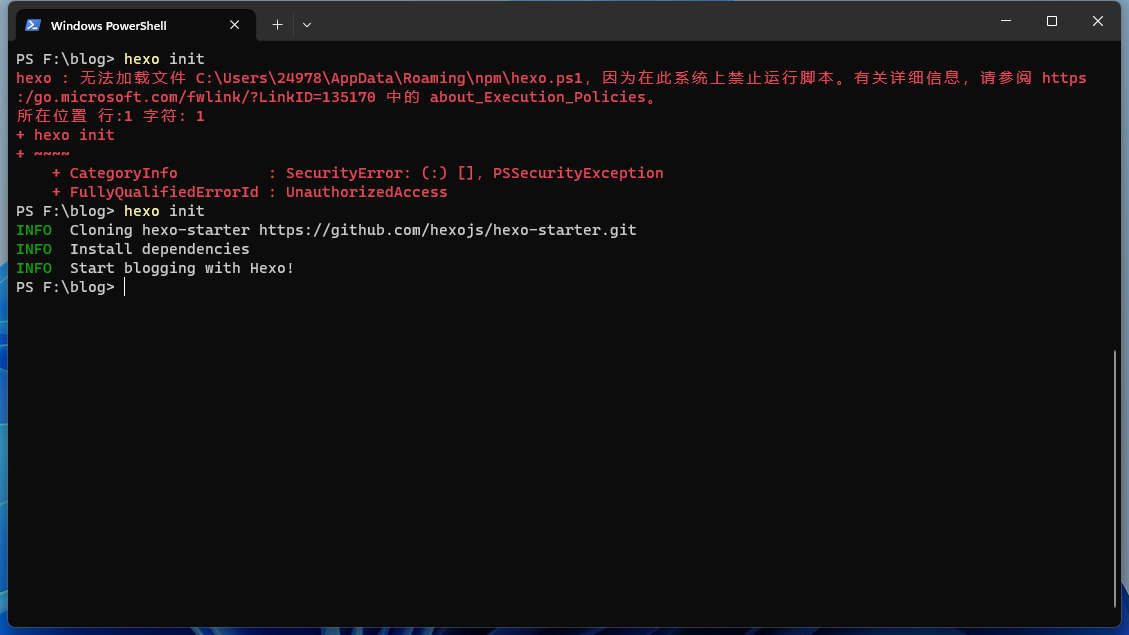 Windows PowerShell
PS F:\blog> hexo init
hexo : 无法加载文件 C:\Users\24978\AppData\Roaming\npm\hexo.ps1，因为在此系统上禁止运行脚本。有关详细信息，请参阅 https
:/go.microsoft.com/fwlink/?LinkID=135170 中的 about_Execution_Policies。
所在位置 行:1 字符: 1
+ hexo init
+ ~~~~
    + CategoryInfo          : SecurityError: (:) [], PSSecurityException
    + FullyQualifiedErrorId : UnauthorizedAccess
PS F:\blog> hexo init
INFO  Cloning hexo-starter https://github.com/hexojs/hexo-starter.git
INFO  Install dependencies
INFO  Start blogging with Hexo!
PS F:\blog>